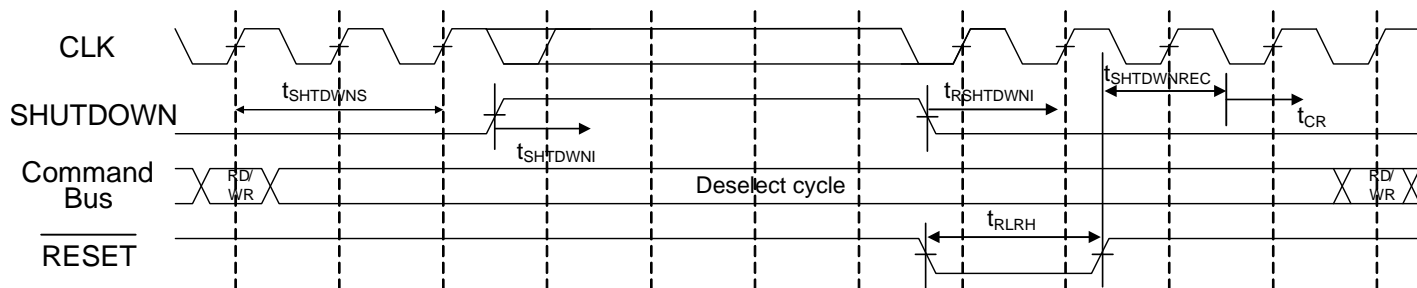 CLK
tSHTDWNS
tSHTDWNREC
SHUTDOWN
tRSHTDWNI
tCR
tSHTDWNI
Command
Bus
RD/
WR
Deselect cycle
RD/
WR
tRLRH
RESET